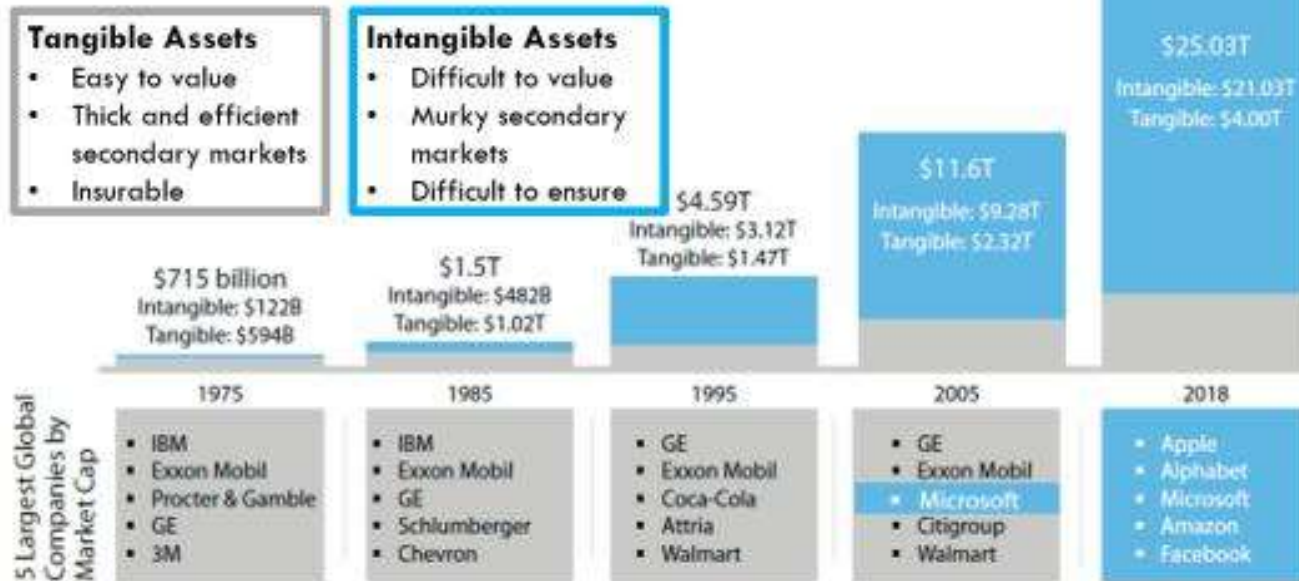 Tangible Assets
• Easy to value
• Thick and efficient
secondary markets
• Insurable
Intangible Assets
• Difficult to value
• Murky secondary
markets
• Difficult to ensure
$715 billion
Intangible: $122B
Tangible: $594B
$1.5T
Intangible: $482B
Tangible: $1.02T
$4.59T
Intangible: $3.12T
Tangible: $1.47T
$11.6T
Intangible: $9.28T
Tangible: $2.32T
$25.03T
Intangible: $21.03T
Tangible: $4.00T
1975
1985
1995
2005
2018
5 Largest Global
Companies by
Market Cap
▪ IBM
▪ Exxon Mobil
▪ Procter & Gamble
▪ GE
▪ 3M
▪ IBM
▪ Exxon Mobil
▪ GE
▪ Schlumberger
▪ Chevron
▪ GE
▪ Exxon Mobil
▪ Coca-Cola
▪ Attria
▪ Walmart
▪ GE
▪ Exxon Mobil
▪ Microsoft
▪ Citigroup
▪ Walmart
▪ Apple
▪ Alphabet
▪ Microsoft
▪ Amazon
▪ Facebook